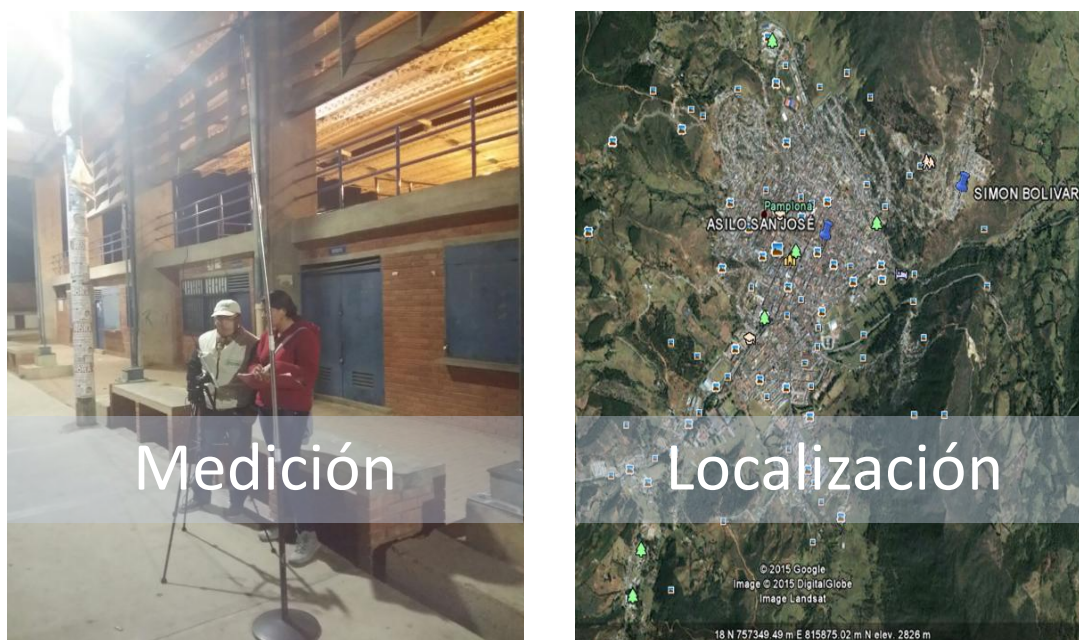 Medición
Localización
SIMON BOLIVAR
Pamplona
ASILO SAN JOSÉ
© 2015 Google
Image © 2015 DigitalGlobe
Image Landsat
18 N 757349.49 m E 815875.02 m N elev. 2826 m